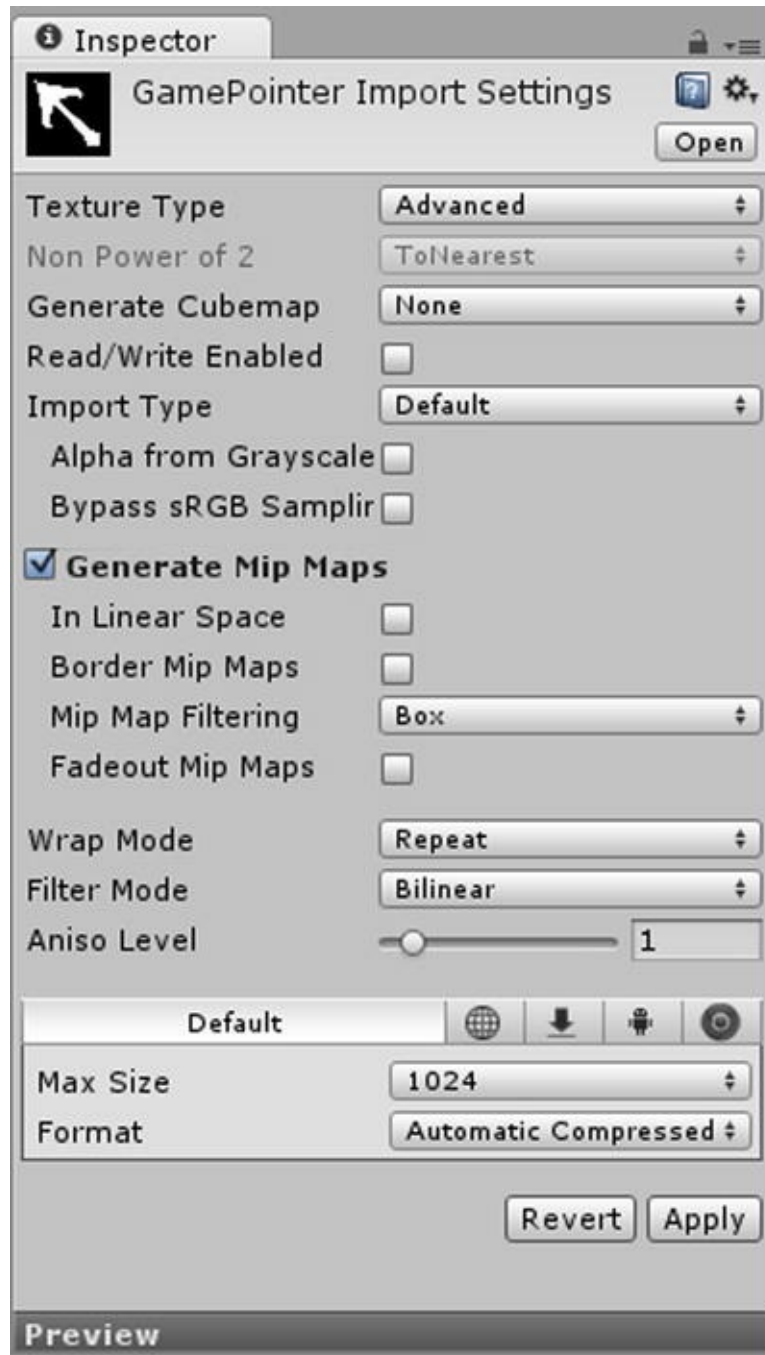 Inspector
GamePointer Import Settings
Open
Texture Type Advanced
Non Power of 2 ToNearest
Generate Cubemap None
Read/Write Enabled
Import Type Default
Alpha from Grayscale
Bypass sRGB Samplir
Generate Mip Maps
In Linear Space
Border Mip Maps
Mip Map Filtering Box
Fadeout Mip Maps
Wrap Mode Repeat
Filter Mode Bilinear
Aniso Level 1
Default
Max Size 1024
Format Automatic Compressed
Revert Apply
Preview